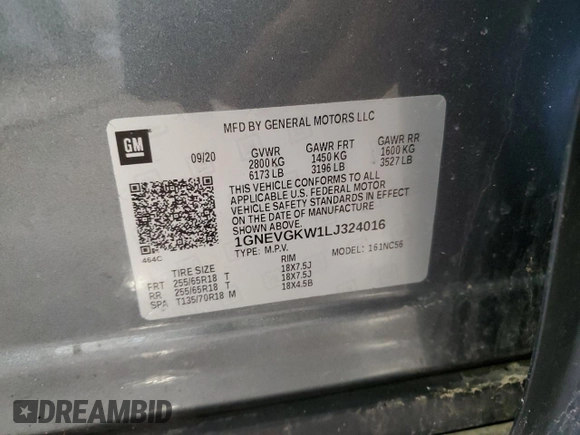 MFD BY GENERAL MOTORS LLC
GM
09/20
GVWR GAWR FRT GAWR RR
2800 KG 1450 KG 1600 KG
6173 LB 3196 LB 3527 LB
THIS VEHICLE CONFORMS TO ALL
APPLICABLE U.S. FEDERAL MOTOR
VEHICLE SAFETY STANDARDS IN EFFECT
ON THE DATE OF MANUFACTURE
SHOWN ABOVE.
1GNEVGKW1LJ324016
TYPE: M.P.V. MODEL: 161NC56
464C
TIRE SIZE RIM
FRT 255/65R18 T 18X7.5J
RR 255/65R18 T 18X7.5J
SPA T135/70R18 M 18X4.5B
DREAMBID